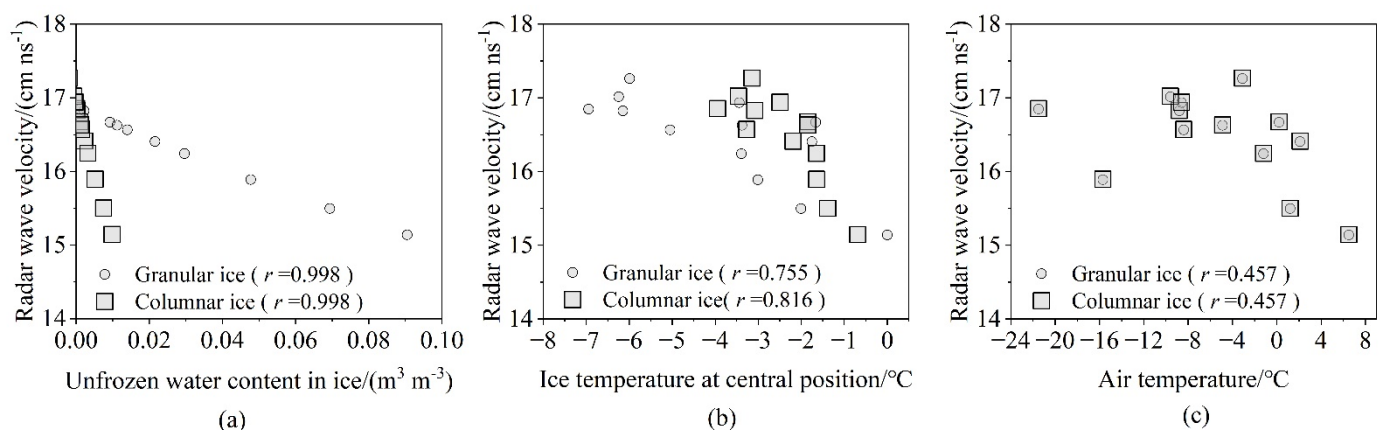 Radar wave velocity/(cm ns⁻¹)
18
17
16
15
14
Granular ice ( r =0.998 )
Columnar ice ( r =0.998 )
0.00
0.02
0.04
0.06
0.08
0.10
Unfrozen water content in ice/(m³ m⁻³)
(a)
Radar wave velocity/(cm ns⁻¹)
18
17
16
15
14
Granular ice ( r =0.755 )
Columnar ice( r =0.816 )
−8
−7
−6
−5
−4
−3
−2
−1
0
Ice temperature at central position/°C
(b)
Radar wave velocity/(cm ns⁻¹)
18
17
16
15
14
Granular ice ( r =0.457 )
Columnar ice ( r =0.457 )
−24
−20
−16
−12
−8
−4
0
4
8
Air temperature/°C
(c)